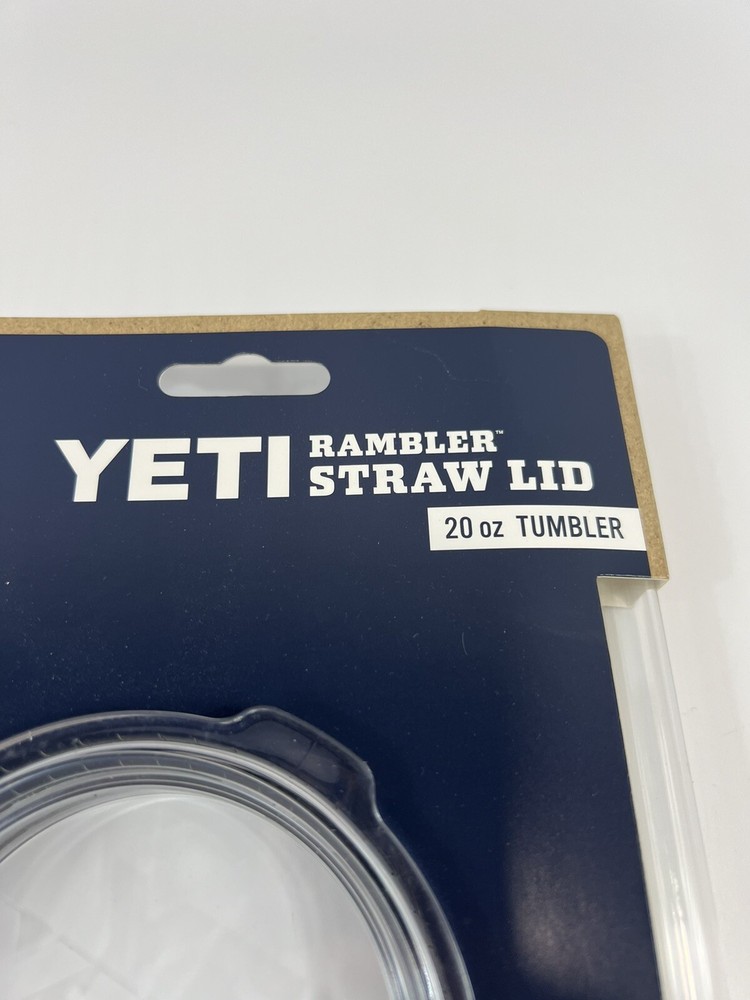 YETI RAMBLER™
STRAW LID
20 oz TUMBLER